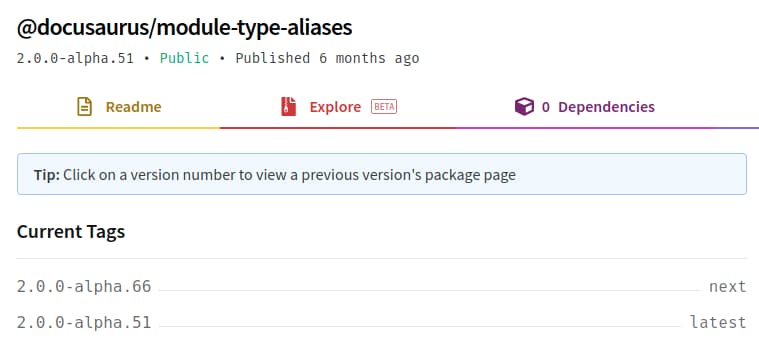 @docusaurus/module-type-aliases
2.0.0-alpha.51 • Public • Published 6 months ago
Readme Explore BETA 0 Dependencies
Tip: Click on a version number to view a previous version's package page
Current Tags
2.0.0-alpha.66 next
2.0.0-alpha.51 latest